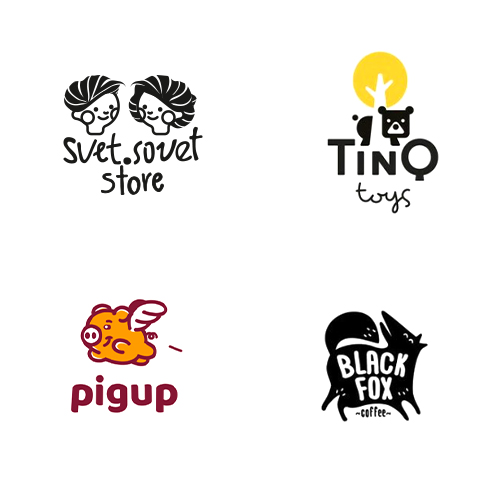 svet.sovet
store
TINQ
toys
pigup
BLACK
FOX
~coffee~